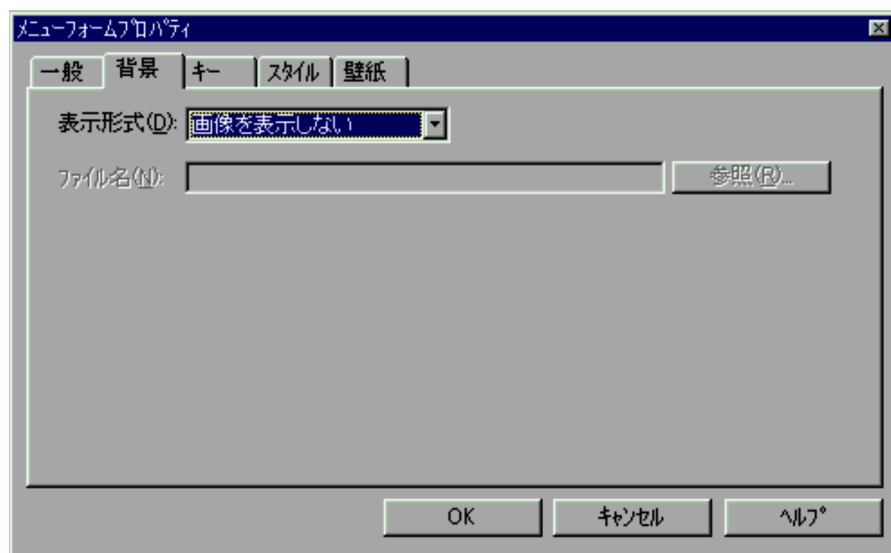 メニューフォームプロパティ
一般 背景 キー スタイル 壁紙
表示形式(D): 画像を表示しない
ファイル名(N): 参照(R)...
OK キャンセル ヘルプ